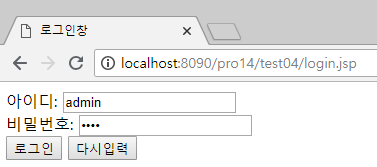 로그인창
localhost:8090/pro14/test04/login.jsp
아이디: admin
비밀번호: ••••
로그인 다시입력